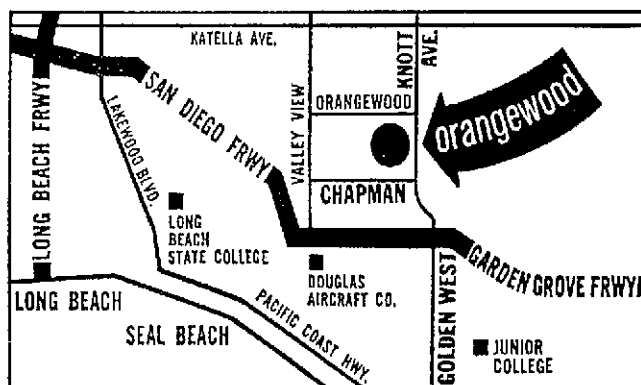 KATELLA AVE.
KNOTT
AVE.
ORANGEWOOD
orangewood
SAN DIEGO FRWY
LAKEWOOD BLVD.
LONG BEACH FRWY
VALLEY VIEW
CHAPMAN
LONG
BEACH
STATE COLLEGE
DOUGLAS
AIRCRAFT CO.
GARDEN GROVE FRWY
LONG BEACH
SEAL BEACH
PACIFIC COAST HWY.
GOLDEN WEST
JUNIOR
COLLEGE